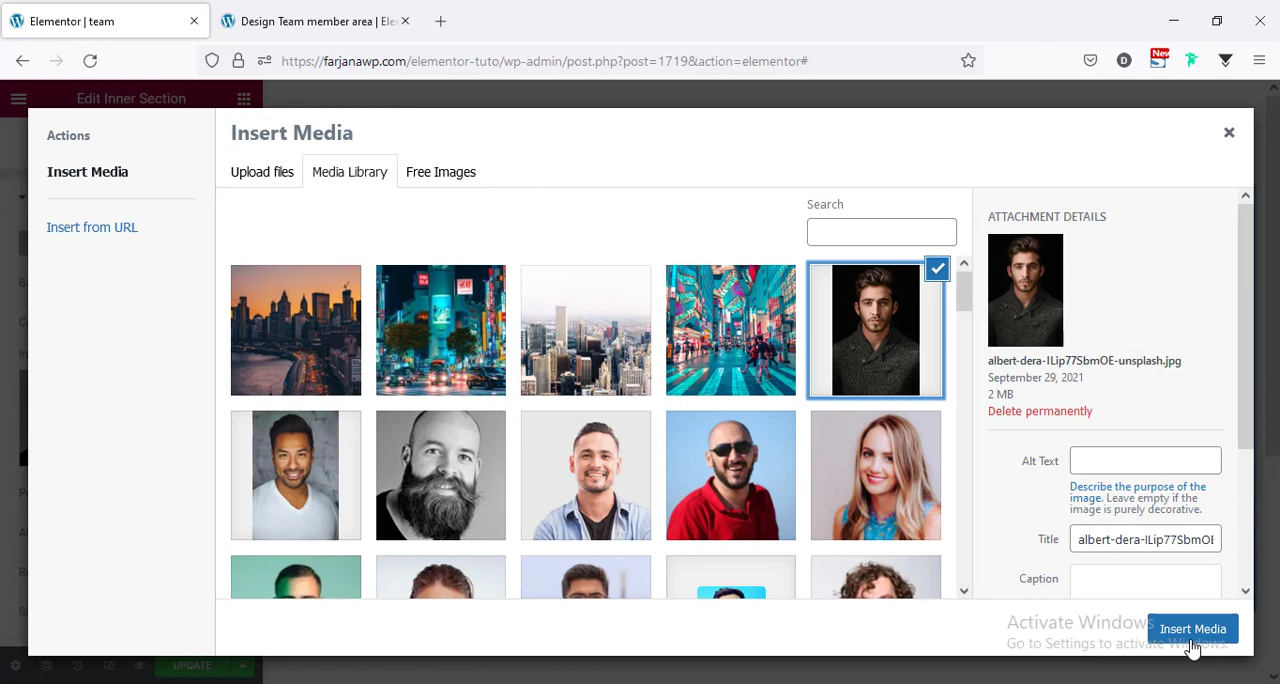 Elementor | team
Design Team member area | Ele
https://farjanawp.com/elementor-tuto/wp-admin/post.php?post=1719&action=elementor#
New
D
Edit Inner Section
Actions
Insert Media
Insert from URL
Insert Media
Upload files
Media Library
Free Images
Search
ATTACHMENT DETAILS
albert-dera-ILip77SbmOE-unsplash.jpg
September 29, 2021
2 MB
Delete permanently
Alt Text
Describe the purpose of the
image. Leave empty if the
image is purely decorative.
Title
albert-dera-ILip77SbmOE
Caption
Activate Windows
Go to Settings to activate Windows.
Insert Media
UPDATE